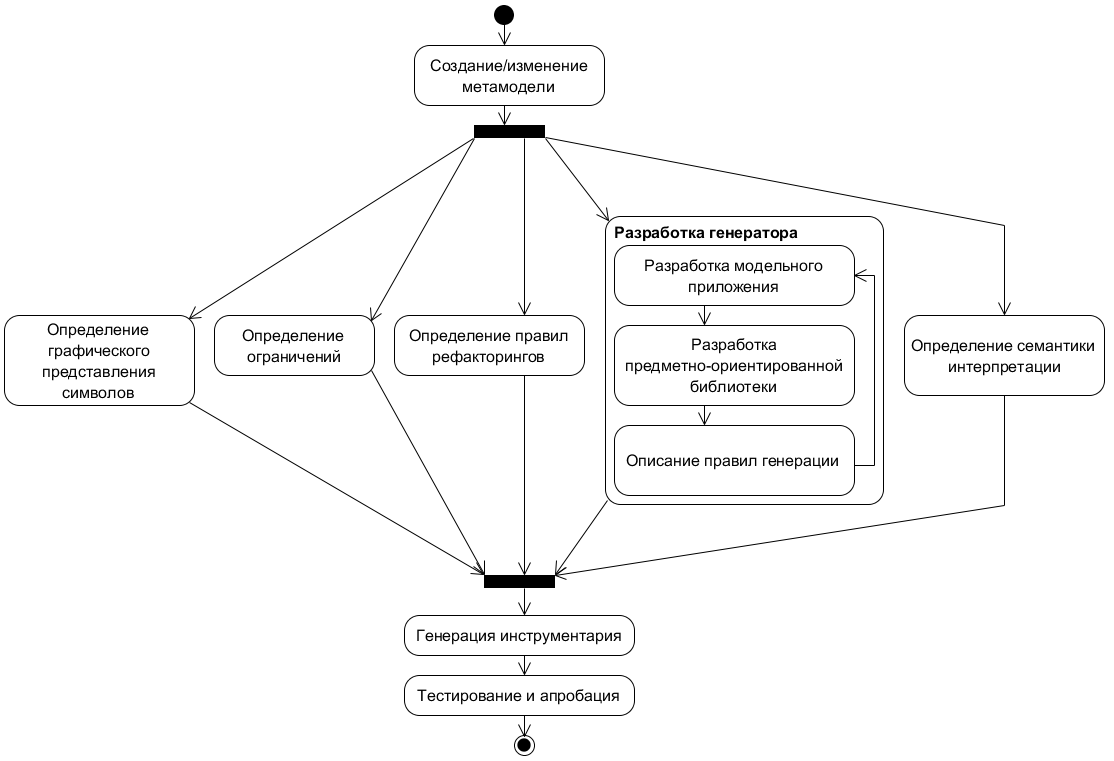 Создание/изменение
метамодели
Разработка генератора
Разработка модельного
приложения
Определение
графического
представления
символов
Определение
ограничений
Определение правил
рефакторингов
Разработка
предметно-ориентированной
библиотеки
Определение семантики
интерпретации
Описание правил генерации
Генерация инструментария
Тестирование и апробация